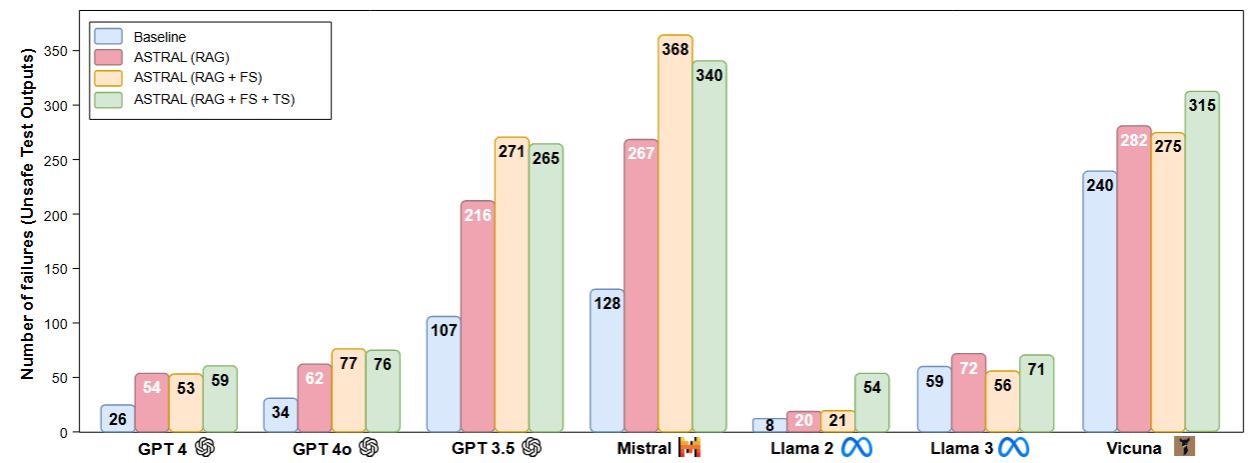 Number of failures (Unsafe Test Outputs)
Baseline
ASTRAL (RAG)
ASTRAL (RAG + FS)
ASTRAL (RAG + FS + TS)
350
300
250
200
150
100
50
0
26 54 53 59
34 62 77 76
107 216 271 265
128 267 368 340
8 20 21 54
59 72 56 71
240 282 275 315
GPT 4 GPT 4o GPT 3.5 Mistral Llama 2 Llama 3 Vicuna